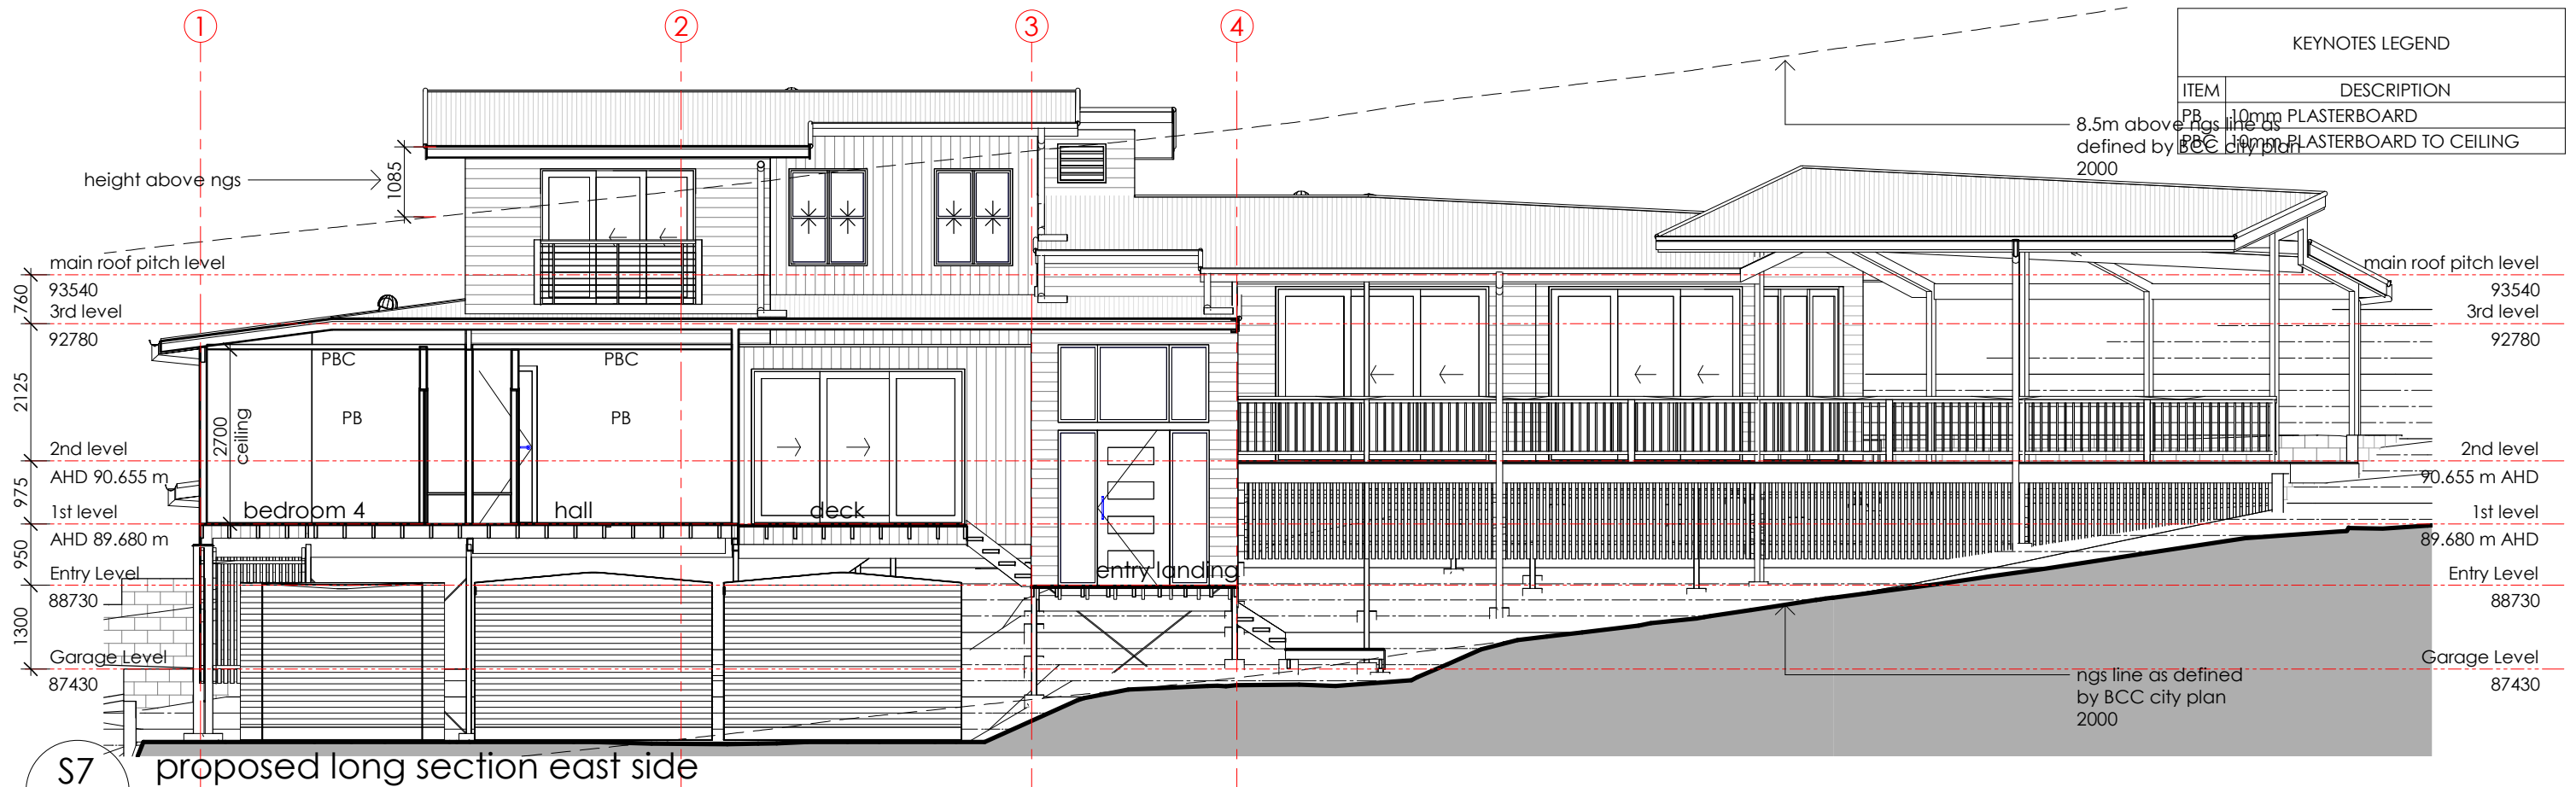 1
2
3
4
KEYNOTES LEGEND
ITEM DESCRIPTION
PB 10mm PLASTERBOARD
PBC 10mm PLASTERBOARD TO CEILING
8.5m above ngs line as
defined by BCC city plan
2000
height above ngs
1085
main roof pitch level
93540
760
3rd level
92780
2125
2nd level
AHD 90.655 m
975
1st level
AHD 89.680 m
950
Entry Level
88730
1300
Garage Level
87430
PBC
PBC
PB
PB
2700
ceiling
bedroom 4
hall
deck
entry landing
main roof pitch level
93540
3rd level
92780
2nd level
90.655 m AHD
1st level
89.680 m AHD
Entry Level
88730
Garage Level
87430
ngs line as defined
by BCC city plan
2000
S7
proposed long section east side